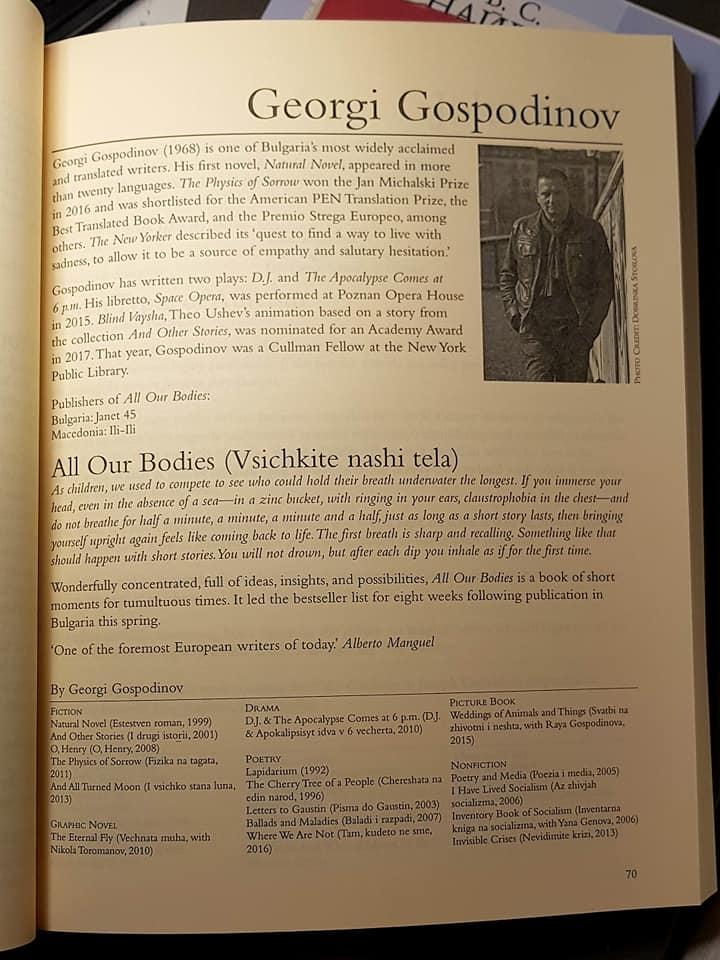 B. C.
Georgi Gospodinov
Georgi Gospodinov (1968) is one of Bulgaria's most widely acclaimed
and translated writers. His first novel, Natural Novel, appeared in more
than twenty languages. The Physics of Sorrow won the Jan Michalski Prize
in 2016 and was shortlisted for the American PEN Translation Prize, the
Best Translated Book Award, and the Premio Strega Europeo, among
others. The New Yorker described its 'quest to find a way to live with
sadness, to allow it to be a source of empathy and salutary hesitation.'
Gospodinov has written two plays: D.J. and The Apocalypse Comes at
6 p.m. His libretto, Space Opera, was performed at Poznan Opera House
in 2015. Blind Vaysha, Theo Ushev's animation based on a story from
the collection And Other Stories, was nominated for an Academy Award
in 2017. That year, Gospodinov was a Cullman Fellow at the New York
Public Library.
Photo Credit: Dobrinka Stoilova
Publishers of All Our Bodies:
Bulgaria: Janet 45
Macedonia: Ili-Ili
All Our Bodies (Vsichkite nashi tela)
As children, we used to compete to see who could hold their breath underwater the longest. If you immerse your
head, even in the absence of a sea—in a zinc bucket, with ringing in your ears, claustrophobia in the chest—and
do not breathe for half a minute, a minute, a minute and a half, just as long as a short story lasts, then bringing
yourself upright again feels like coming back to life. The first breath is sharp and recalling. Something like that
should happen with short stories. You will not drown, but after each dip you inhale as if for the first time.
Wonderfully concentrated, full of ideas, insights, and possibilities, All Our Bodies is a book of short
moments for tumultuous times. It led the bestseller list for eight weeks following publication in
Bulgaria this spring.
'One of the foremost European writers of today.' Alberto Manguel
By Georgi Gospodinov
Fiction
Natural Novel (Estestven roman, 1999)
And Other Stories (I drugi istorii, 2001)
O, Henry (O, Henry, 2008)
The Physics of Sorrow (Fizika na tagata,
2011)
And All Turned Moon (I vsichko stana luna,
2013)
Graphic Novel
The Eternal Fly (Vechnata muha, with
Nikola Toromanov, 2010)
Drama
D.J. & The Apocalypse Comes at 6 p.m. (D.J.
& Apokalipsisyt idva v 6 vecherta, 2010)
Poetry
Lapidarium (1992)
The Cherry Tree of a People (Chereshata na
edin narod, 1996)
Letters to Gaustin (Pisma do Gaustin, 2003)
Ballads and Maladies (Baladi i razpadi, 2007)
Where We Are Not (Tam, kudeto ne sme,
2016)
Picture Book
Weddings of Animals and Things (Svatbi na
zhivotni i neshta, with Raya Gospodinova,
2015)
Nonfiction
Poetry and Media (Poezia i media, 2005)
I Have Lived Socialism (Az zhivjah
socializma, 2006)
Inventory Book of Socialism (Inventarna
kniga na socializma, with Yana Genova, 2006)
Invisible Crises (Nevidimite krizi, 2013)
70